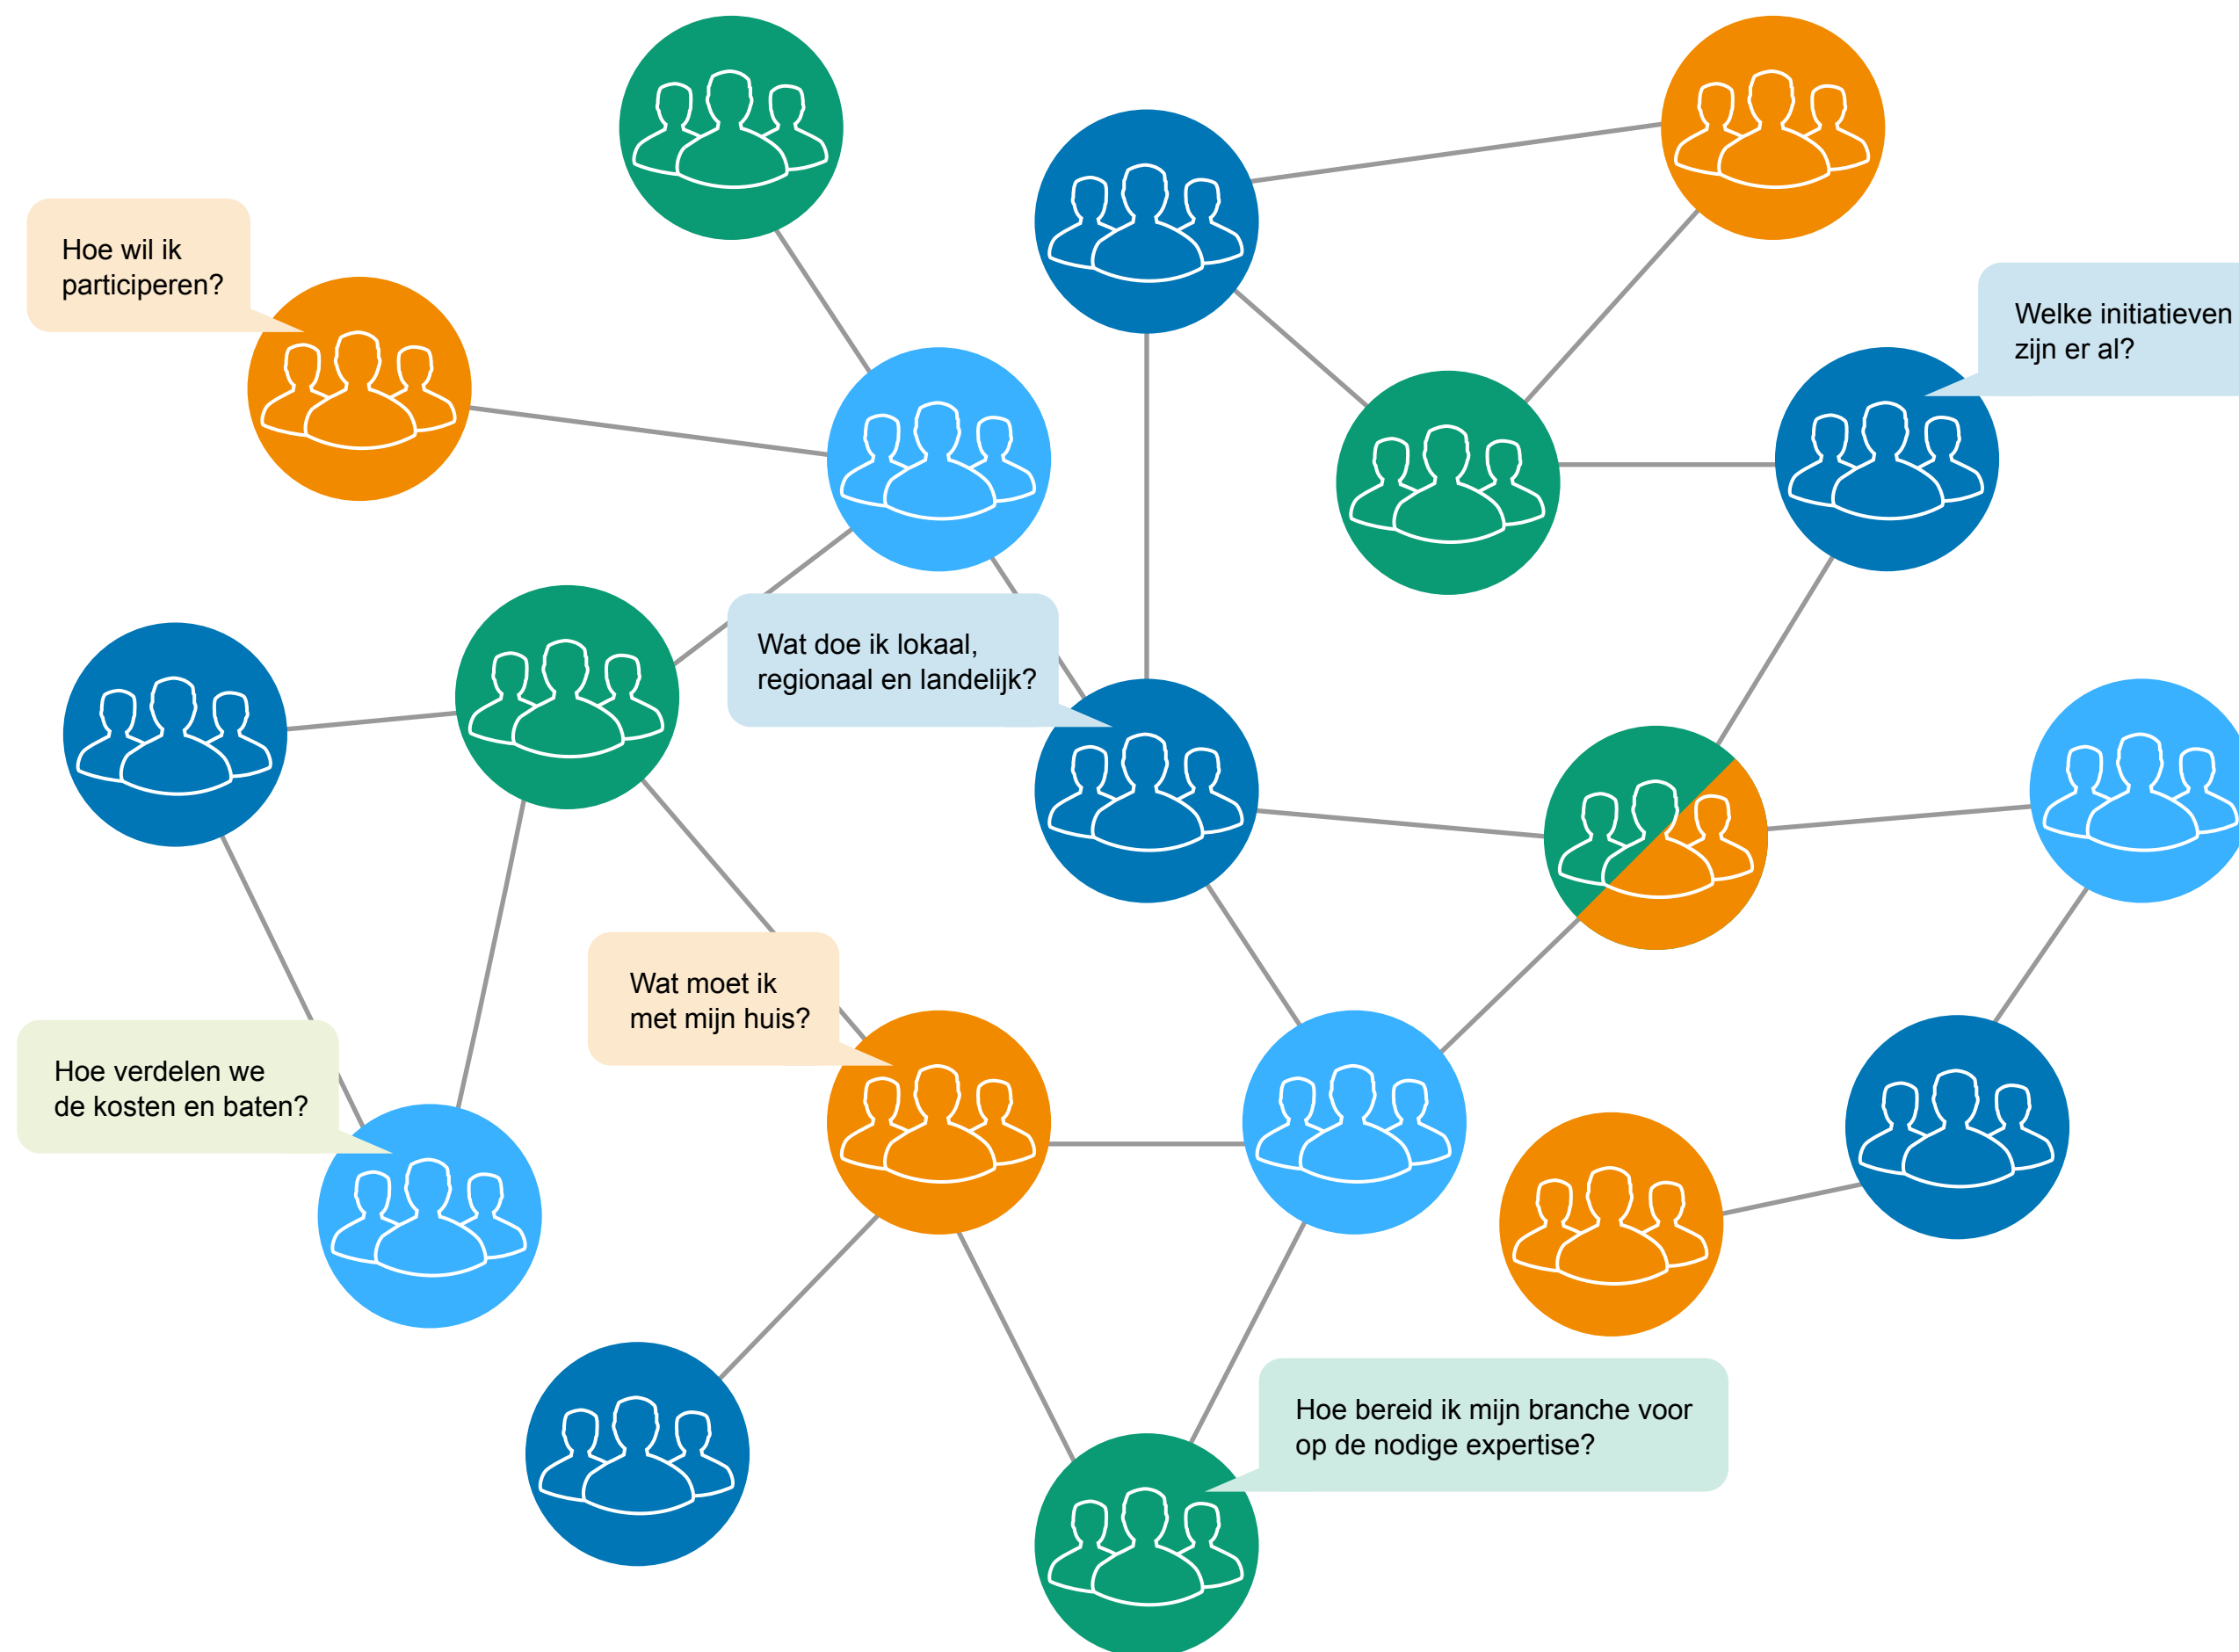 Hoe wil ik
participeren?
Welke initiatieven
zijn er al?
Wat doe ik lokaal,
regionaal en landelijk?
Wat moet ik
met mijn huis?
Hoe verdelen we
de kosten en baten?
Hoe bereid ik mijn branche voor
op de nodige expertise?